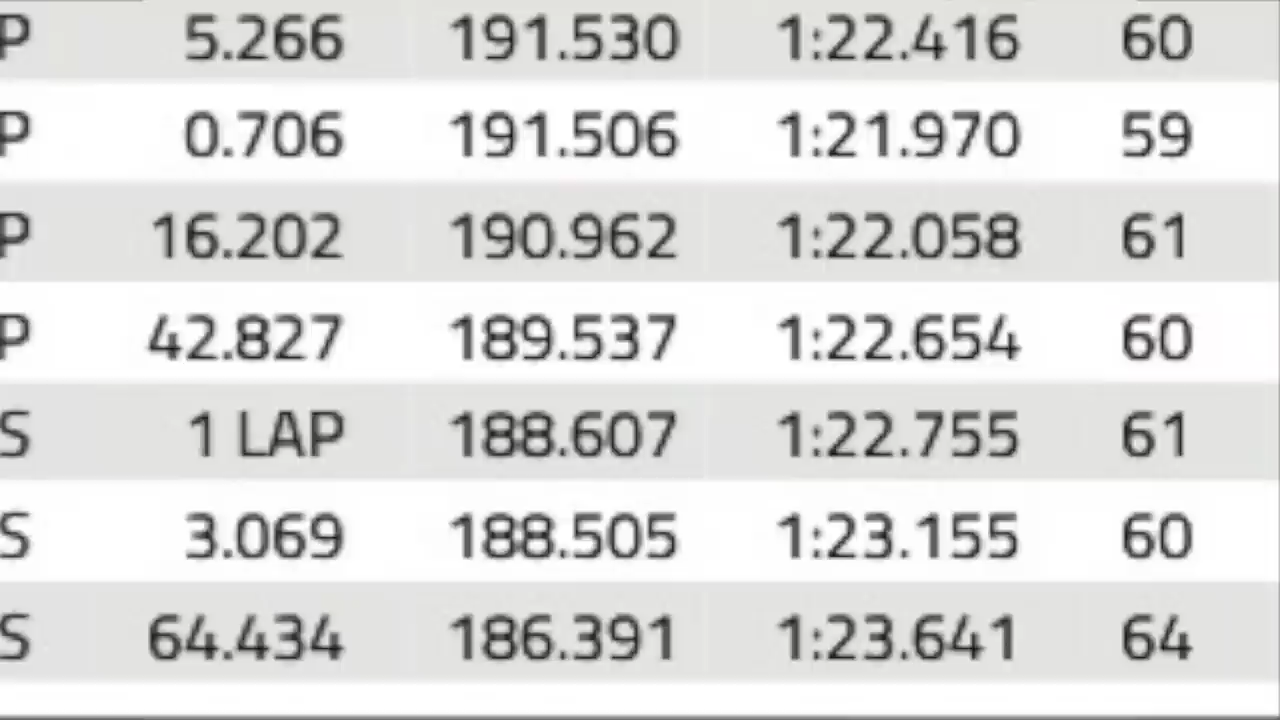 P 5.266 191.530 1:22.416 60
P 0.706 191.506 1:21.970 59
P 16.202 190.962 1:22.058 61
P 42.827 189.537 1:22.654 60
S 1 LAP 188.607 1:22.755 61
S 3.069 188.505 1:23.155 60
S 64.434 186.391 1:23.641 64